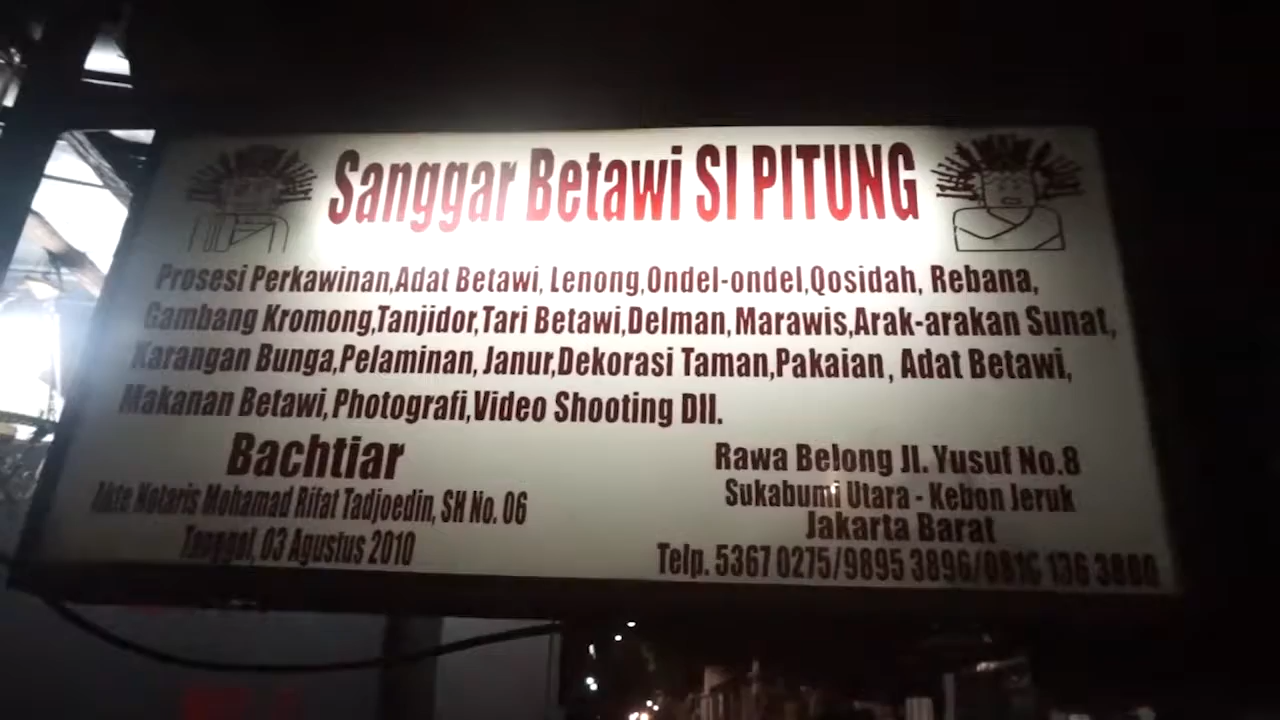 Sanggar Betawi SI PITUNG
Prosesi Perkawinan,Adat Betawi, Lenong,Ondel-ondel,Qosidah, Rebana,
Gambang Kromong,Tanjidor,Tari Betawi,Delman, Marawis,Arak-arakan Sunat,
Karangan Bunga,Pelaminan, Janur,Dekorasi Taman,Pakaian, Adat Betawi,
Makanan Betawi, Photografi,Video Shooting Dll.
Bachtiar
Akte Notaris Mohamad Rifat Tadjoedin, SH No. 06
Tanggal, 03 Agustus 2010
Rawa Belong Jl. Yusuf No.8
Sukabumi Utara - Kebon Jeruk
Jakarta Barat
Telp. 5367 0275/9895 3896/0816 136